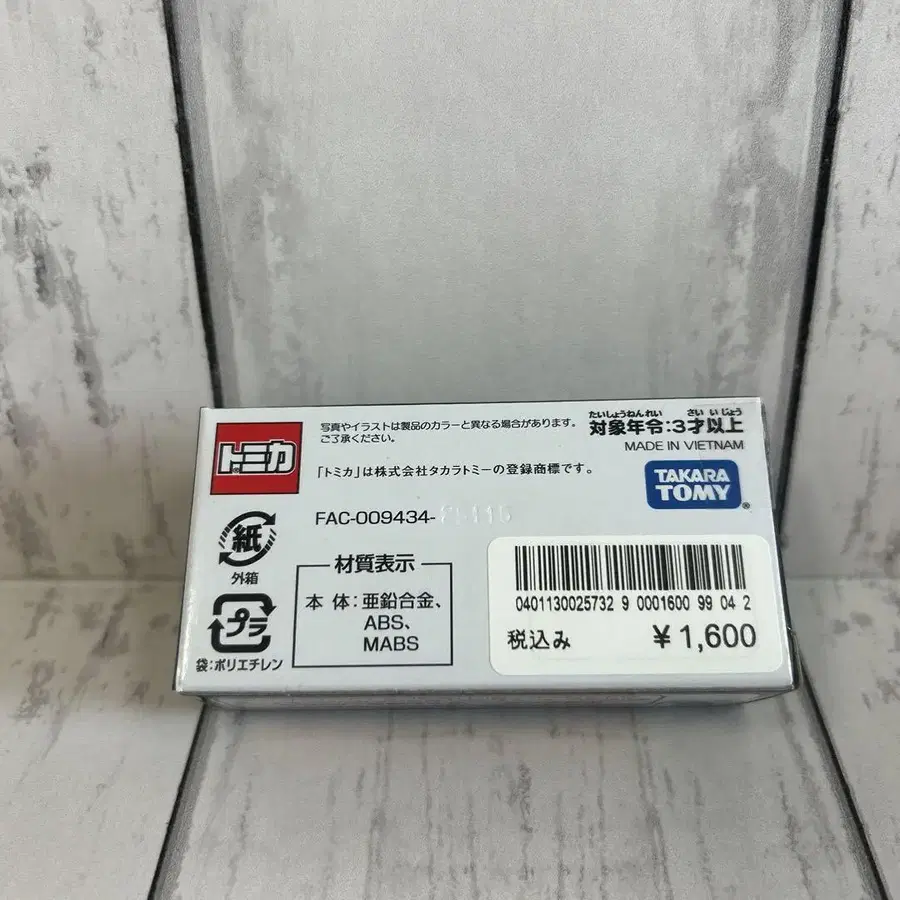 トミカ
写真やイラストは製品のカラーと異なる場合があります。
ご了承ください。
「トミカ」は株式会社タカラトミーの登録商標です。
たいしょうねんれい さい いじょう
対象年令:3才以上
MADE IN VIETNAM
TAKARA
TOMY
FAC-009434-
紙
外箱
プラ
袋:ポリエチレン
材質表示
本 体:亜鉛合金、
ABS、
MABS
0401130025732 9 0001600 99 04 2
税込み ¥1,600